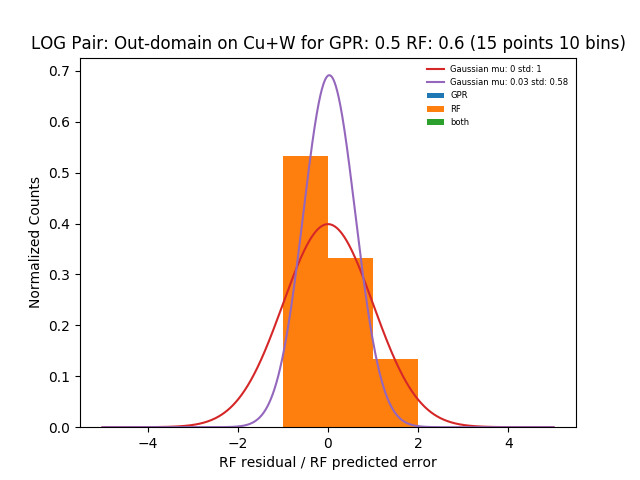 LOG Pair: Out-domain on Cu+W for GPR: 0.5 RF: 0.6 (15 points 10 bins)
Gaussian mu: 0 std: 1
Gaussian mu: 0.03 std: 0.58
GPR
RF
both
Normalized Counts
0.7
0.6
0.5
0.4
0.3
0.2
0.1
0.0
−4 −2 0 2 4
RF residual / RF predicted error